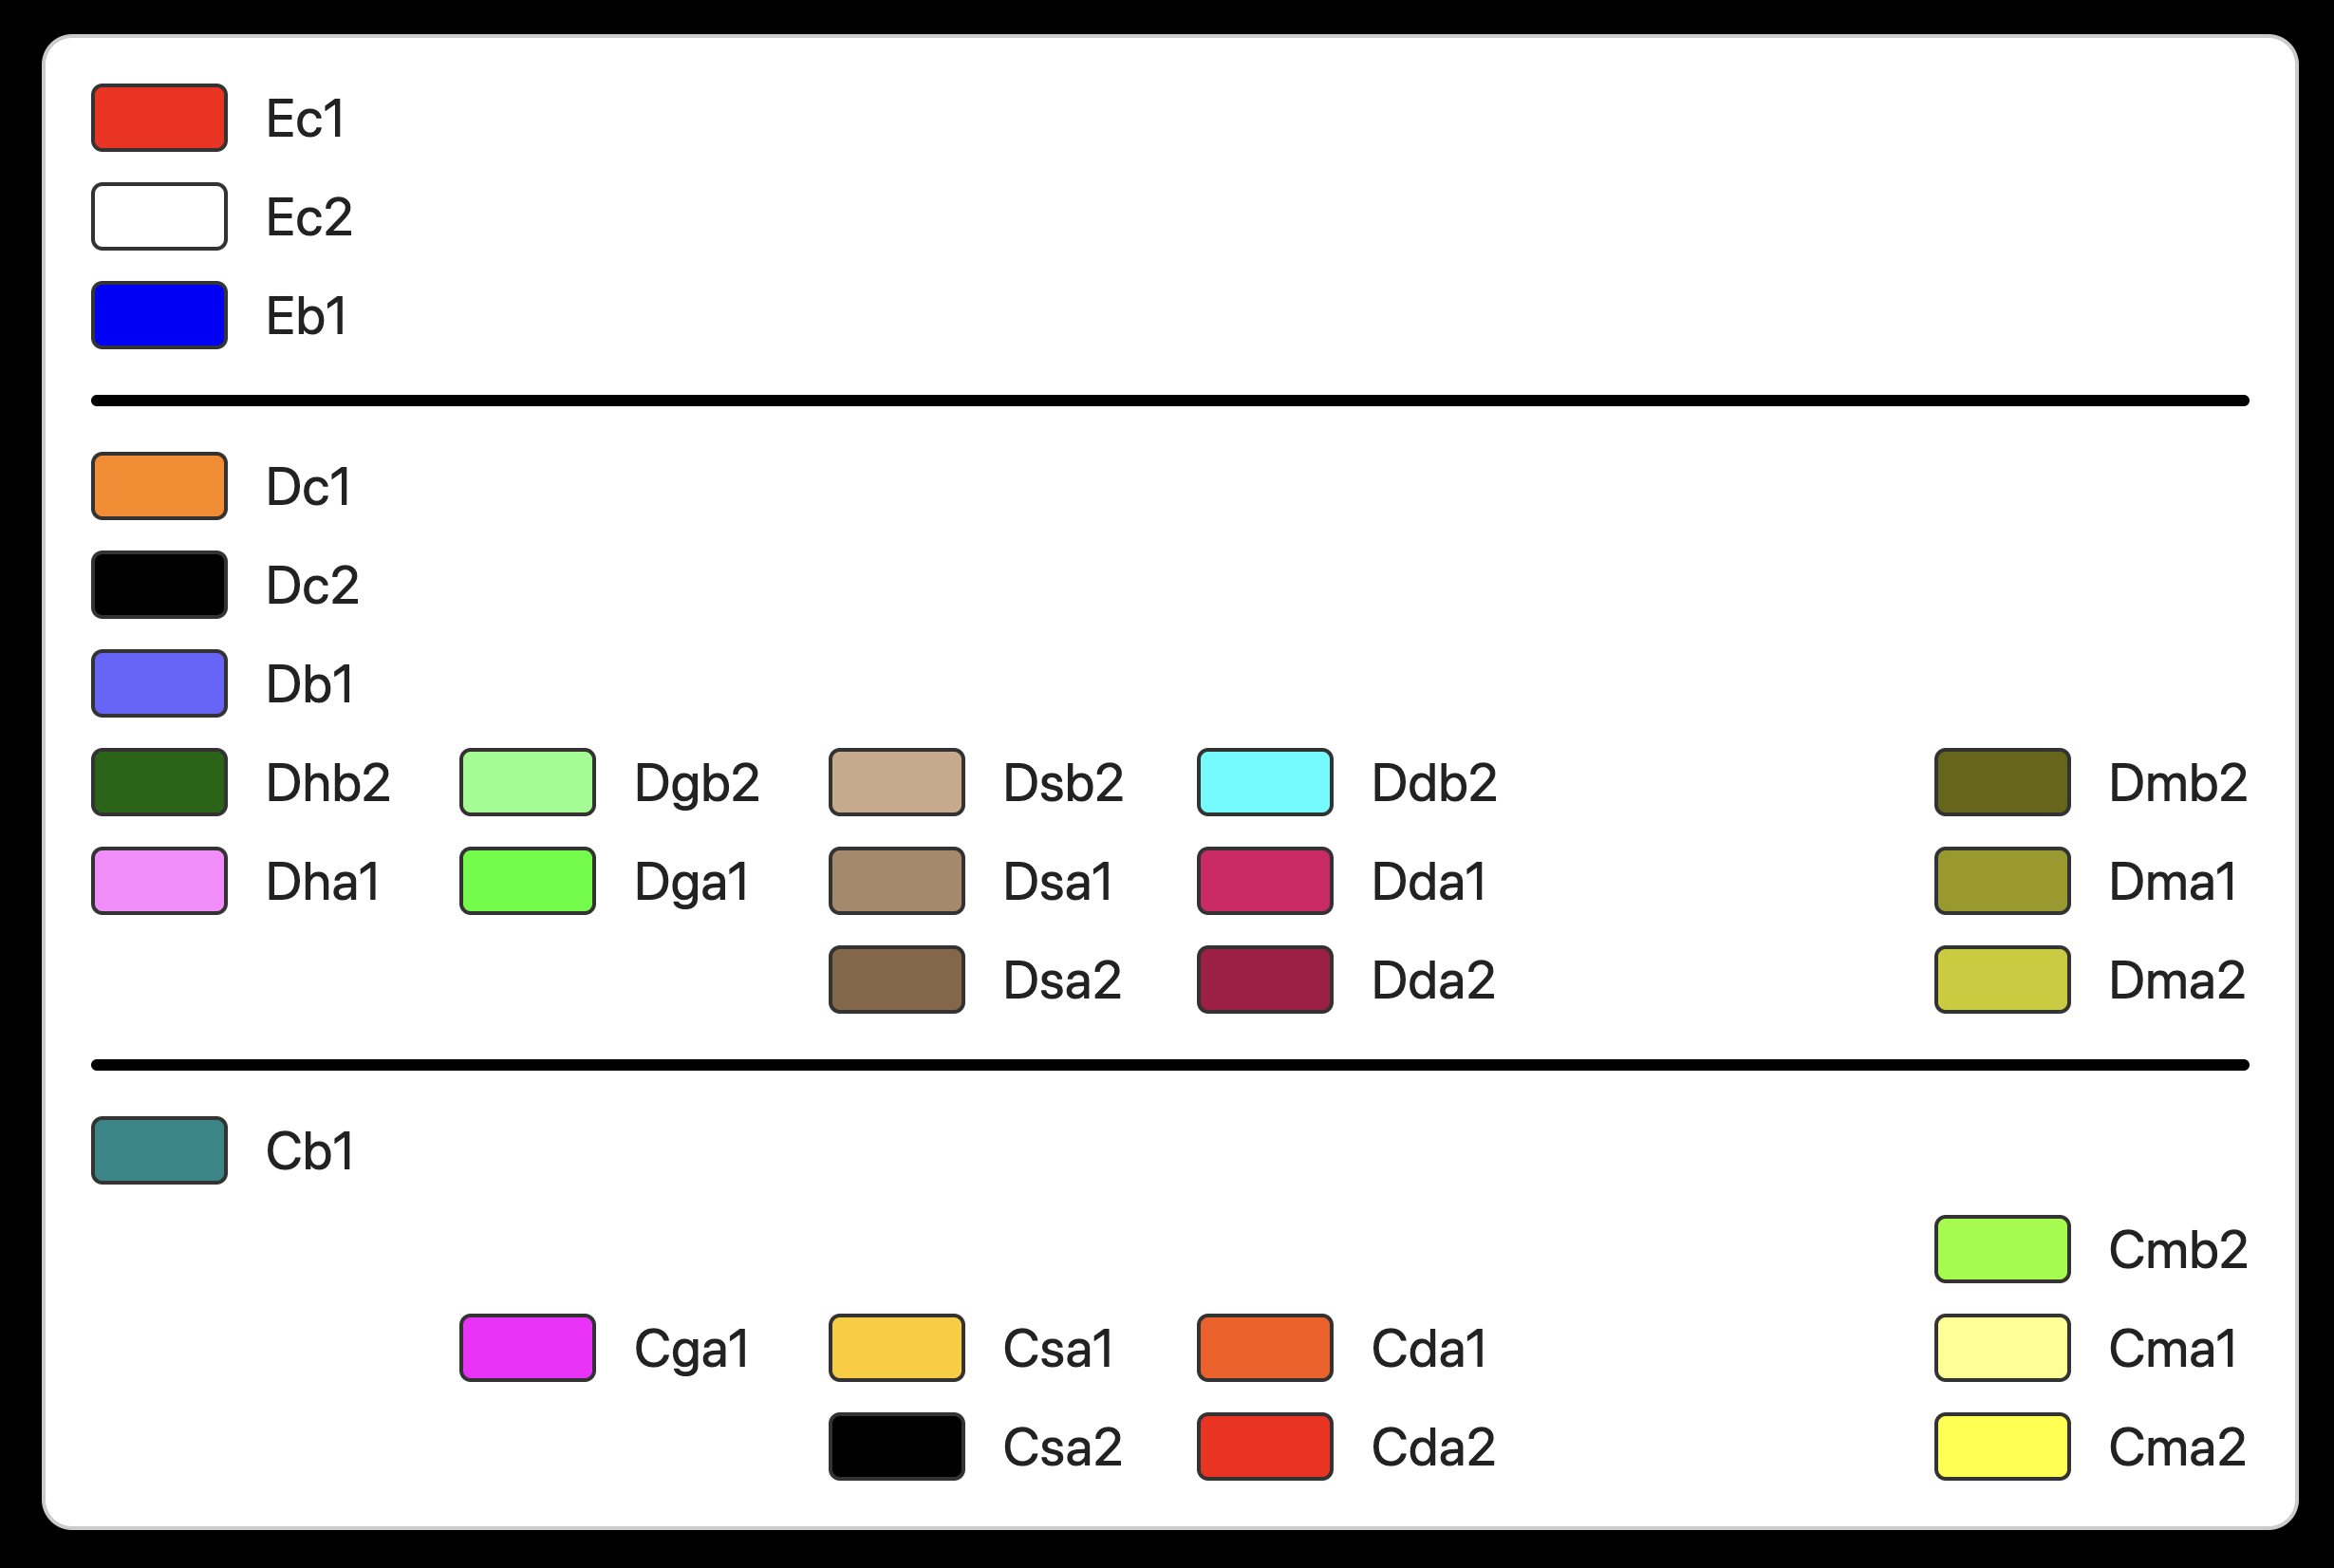 Ec1
Ec2
Eb1
Dc1
Dc2
Db1
Dhb2 Dgb2 Dsb2 Ddb2 Dmb2
Dha1 Dga1 Dsa1 Dda1 Dma1
Dsa2 Dda2 Dma2
Cb1
Cmb2
Cga1 Csa1 Cda1 Cma1
Csa2 Cda2 Cma2